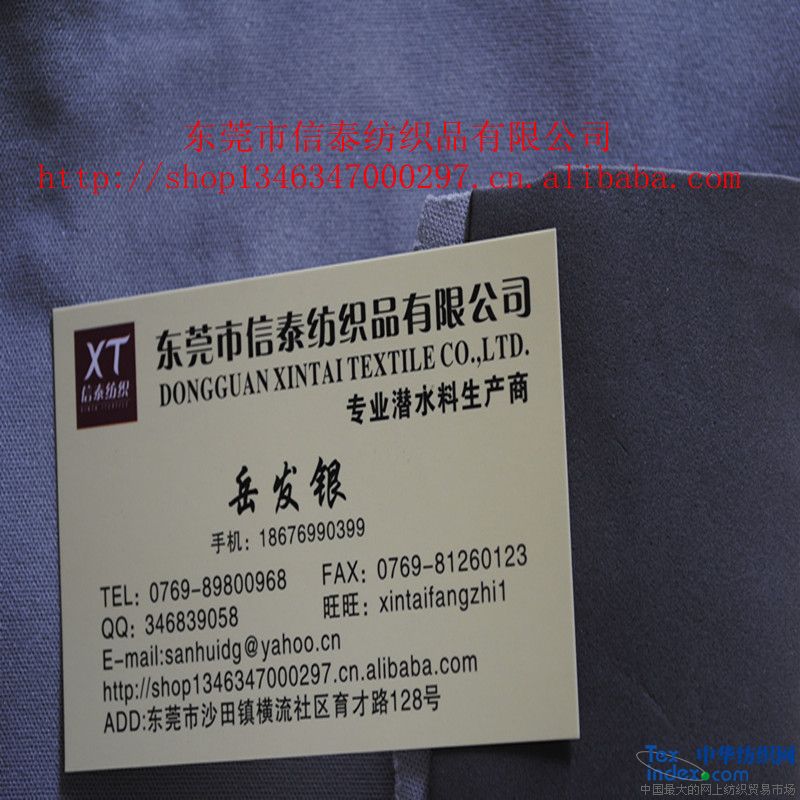 东莞市信泰纺织品有限公司
http://shop1346347000297.cn.alibaba.com
XT
信泰纺织
东莞市信泰纺织品有限公司
DONGGUAN XINTAI TEXTILE CO.,LTD.
专业潜水料生产商
岳发银
手机：18676990399
TEL：0769-89800968 FAX：0769-81260123
QQ：346839058 旺旺：xintaifangzhi1
E-mail:sanhuidg@yahoo.cn
http://shop1346347000297.cn.alibaba.com
ADD:东莞市沙田镇横流社区育才路128号
Tex 中华纺织网
index.com
中国最大的网上纺织贸易市场